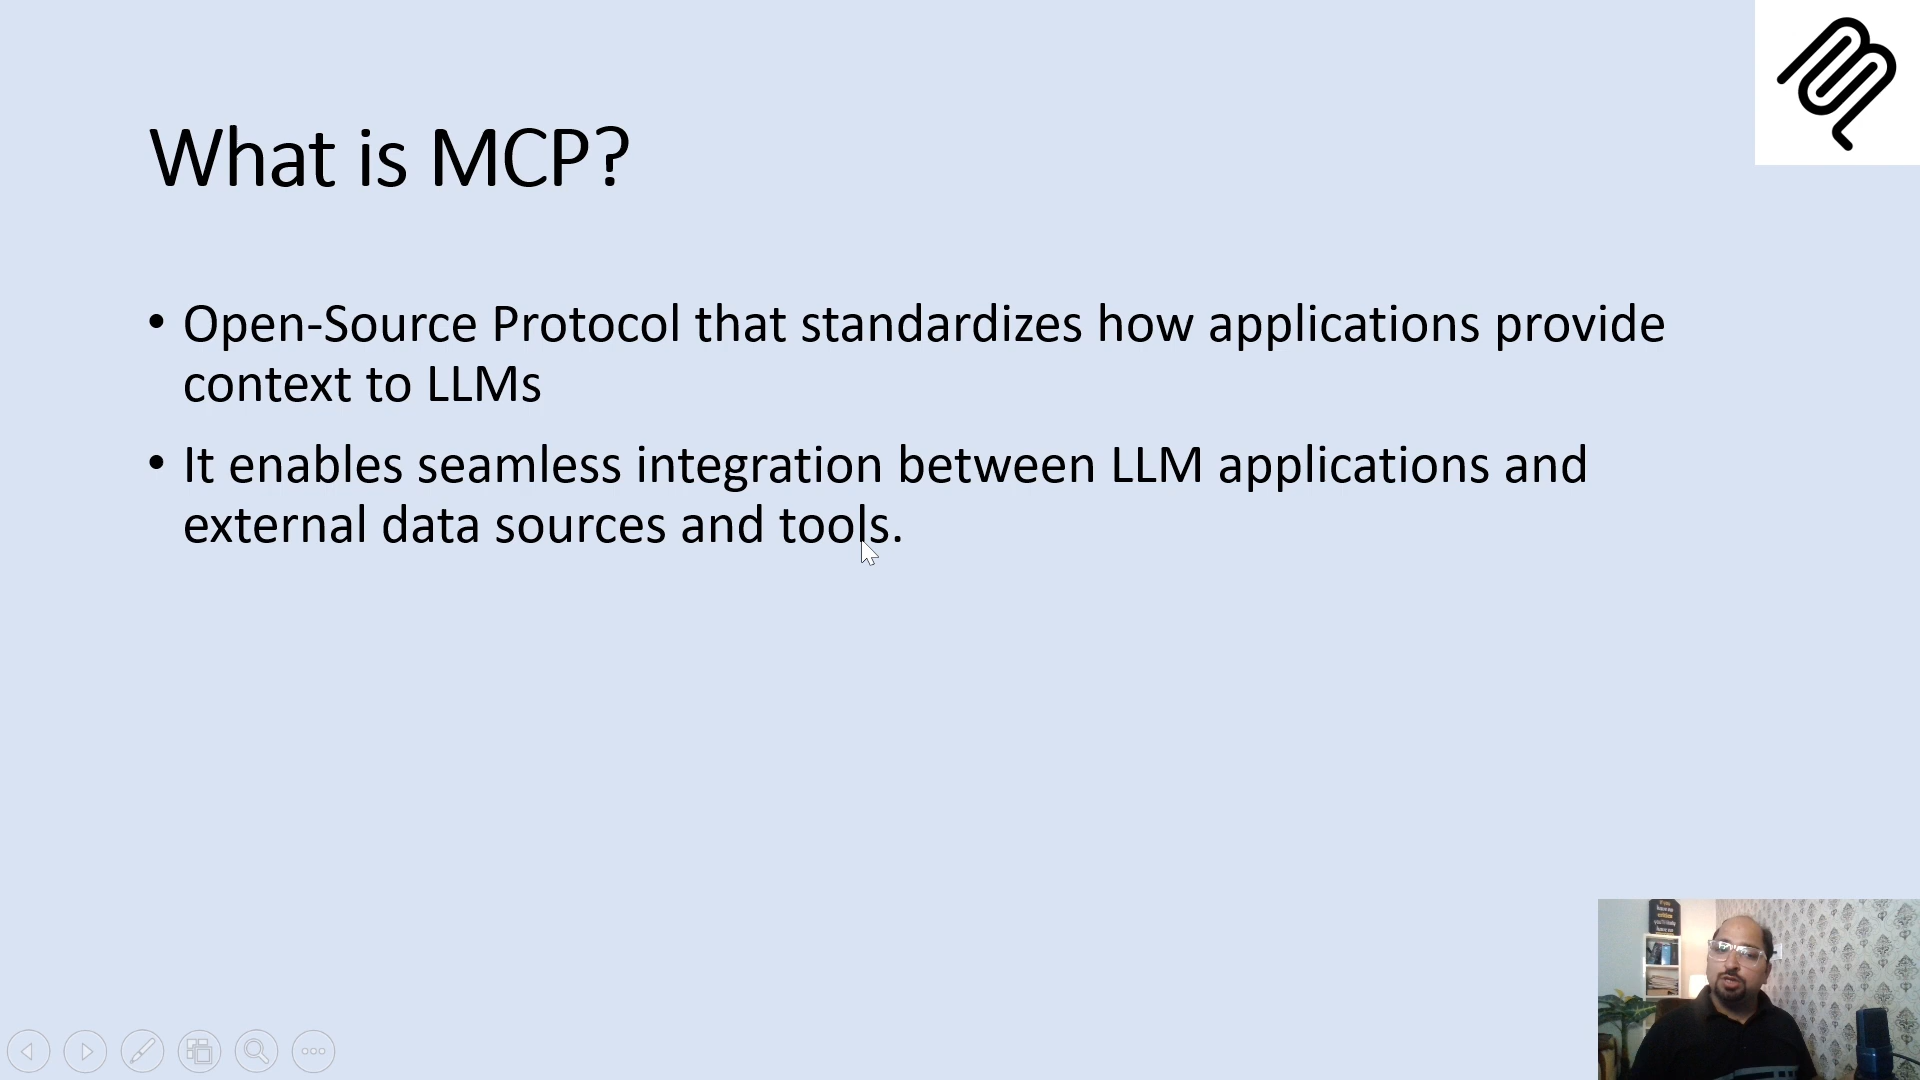 What is MCP?
• Open-Source Protocol that standardizes how applications provide
context to LLMs
• It enables seamless integration between LLM applications and
external data sources and tools.